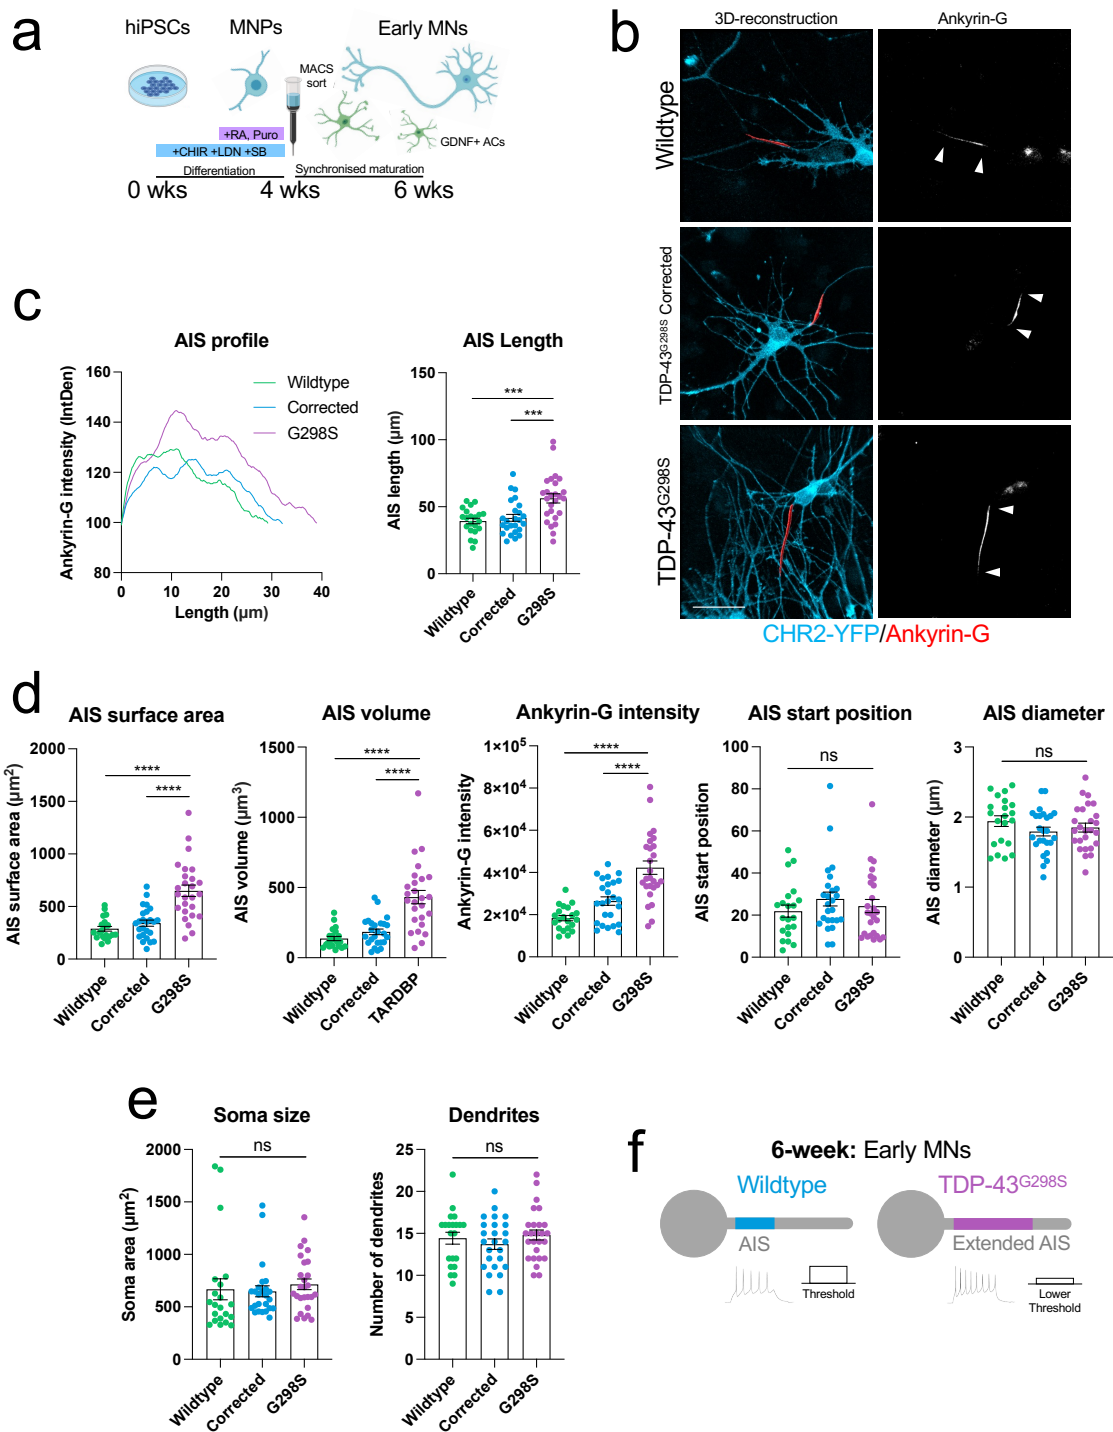 a
hiPSCs
MNPs
Early MNs
MACS
sort
+RA, Puro
+CHIR +LDN +SB
GDNF+ ACs
Differentiation
Synchronised maturation
0 wks
4 wks
6 wks
b
3D-reconstruction
Ankyrin-G
Wildtype
TDP-43G298S Corrected
TDP-43G298S
CHR2-YFP/Ankyrin-G
c
AIS profile
Ankyrin-G intensity (IntDen)
160
140
120
100
80
0
10
20
30
40
Length (µm)
Wildtype
Corrected
G298S
AIS Length
AIS length (µm)
150
100
50
0
***
***
Wildtype
Corrected
G298S
d
AIS surface area
AIS surface area (µm2)
2000
1500
1000
500
0
****
****
Wildtype
Corrected
G298S
AIS volume
AIS volume (µm3)
1,500
1,000
500
0
****
****
Wildtype
Corrected
TARDBP
Ankyrin-G intensity
Ankyrin-G intensity
1×105
8×104
6×104
4×104
2×104
0
****
****
Wildtype
Corrected
G298S
AIS start position
AIS start position
100
80
60
40
20
0
ns
Wildtype
Corrected
G298S
AIS diameter
AIS diameter (µm)
3
2
1
0
ns
Wildtype
Corrected
G298S
e
Soma size
Soma area (µm2)
2000
1500
1000
500
0
ns
Wildtype
Corrected
G298S
Dendrites
Number of dendrites
25
20
15
10
5
0
ns
Wildtype
Corrected
G298S
f
6-week: Early MNs
Wildtype
TDP-43G298S
AIS
Extended AIS
Threshold
Lower
Threshold